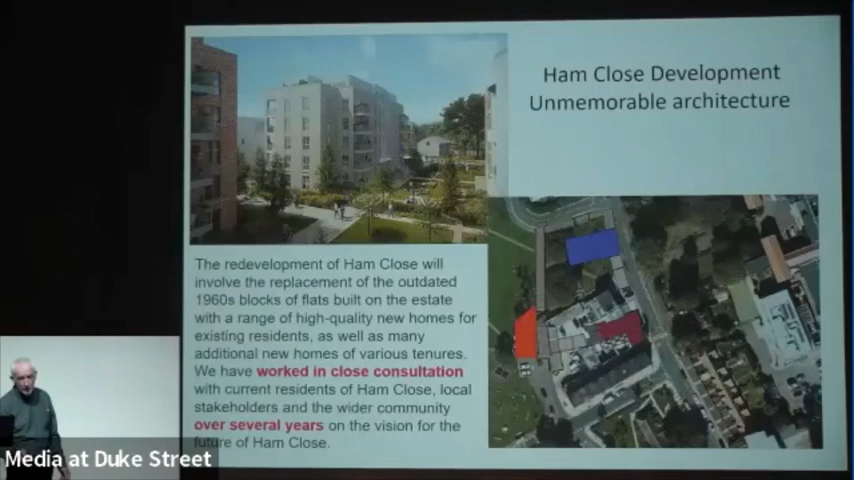 Ham Close Development
Unmemorable architecture
The redevelopment of Ham Close will
involve the replacement of the outdated
1960s blocks of flats built on the estate
with a range of high-quality new homes for
existing residents, as well as many
additional new homes of various tenures.
We have worked in close consultation
with current residents of Ham Close, local
stakeholders and the wider community
over several years on the vision for the
future of Ham Close.
Media at Duke Street